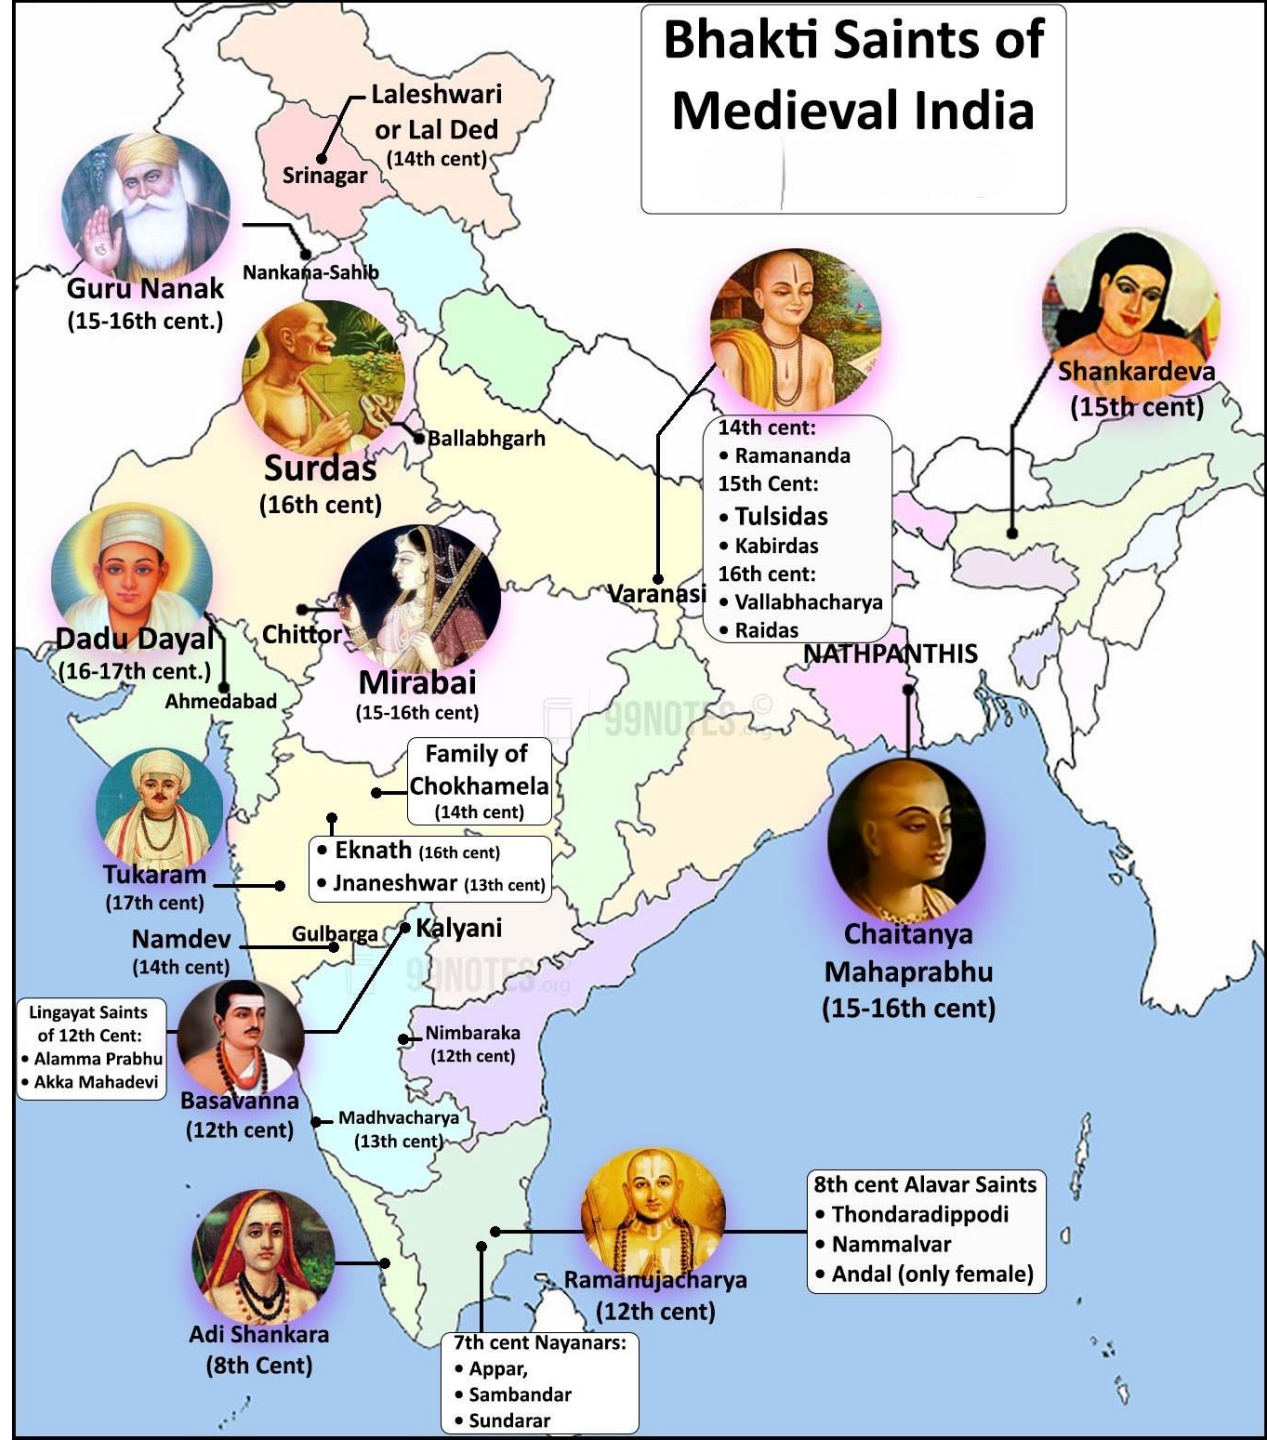 Bhakti Saints of
Medieval India
Laleshwari
or Lal Ded
(14th cent)
Srinagar
Guru Nanak
(15-16th cent.)
Nankana-Sahib
Surdas
(16th cent)
Ballabhgarh
Shankardeva
(15th cent)
14th cent:
• Ramananda
15th Cent:
• Tulsidas
• Kabirdas
16th cent:
• Vallabhacharya
• Raidas
Varanasi
NATHPANTHIS
Dadu Dayal
(16-17th cent.)
Ahmedabad
Chittor
Mirabai
(15-16th cent)
99NOTES.org
©
Family of
Chokhamela
(14th cent)
• Eknath (16th cent)
• Jnaneshwar (13th cent)
Tukaram
(17th cent)
Namdev
(14th cent)
Gulbarga
Kalyani
99NOTES.org
Chaitanya
Mahaprabhu
(15-16th cent)
Lingayat Saints
of 12th Cent:
• Alamma Prabhu
• Akka Mahadevi
Basavanna
(12th cent)
Nimbaraka
(12th cent)
Madhvacharya
(13th cent)
Adi Shankara
(8th Cent)
Ramanujacharya
(12th cent)
8th cent Alavar Saints
• Thondaradippodi
• Nammalvar
• Andal (only female)
7th cent Nayanars:
• Appar,
• Sambandar
• Sundarar